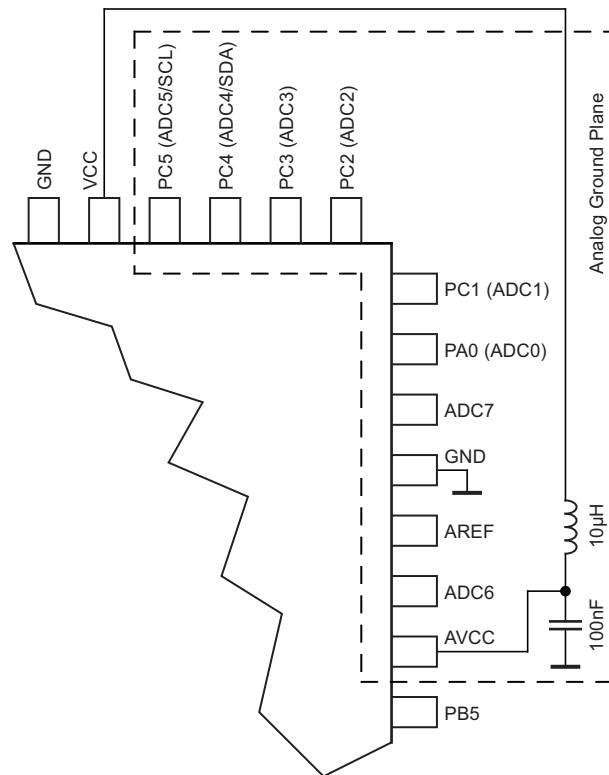 GND
VCC
PC5 (ADC5/SCL)
PC4 (ADC4/SDA)
PC3 (ADC3)
PC2 (ADC2)
Analog Ground Plane
PC1 (ADC1)
PA0 (ADC0)
ADC7
GND
AREF
ADC6
AVCC
PB5
10μH
100nF